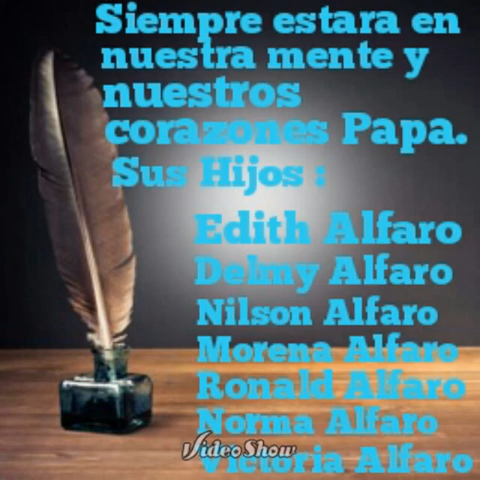 Siempre estara en
nuestra mente y
nuestros
corazones Papa.
Sus Hijos :
Edith Alfaro
Delmy Alfaro
Nilson Alfaro
Morena Alfaro
Ronald Alfaro
Norma Alfaro
VideoShow
Victoria Alfaro